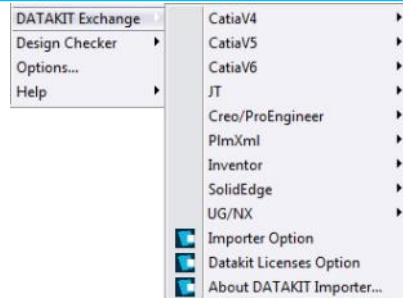 DATAKIT Exchange
Design Checker
Options...
Help
CatiaV4
CatiaV5
CatiaV6
JT
Creo/ProEngineer
PlmXml
Inventor
SolidEdge
UG/NX
Importer Option
Datakit Licenses Option
About DATAKIT Importer...